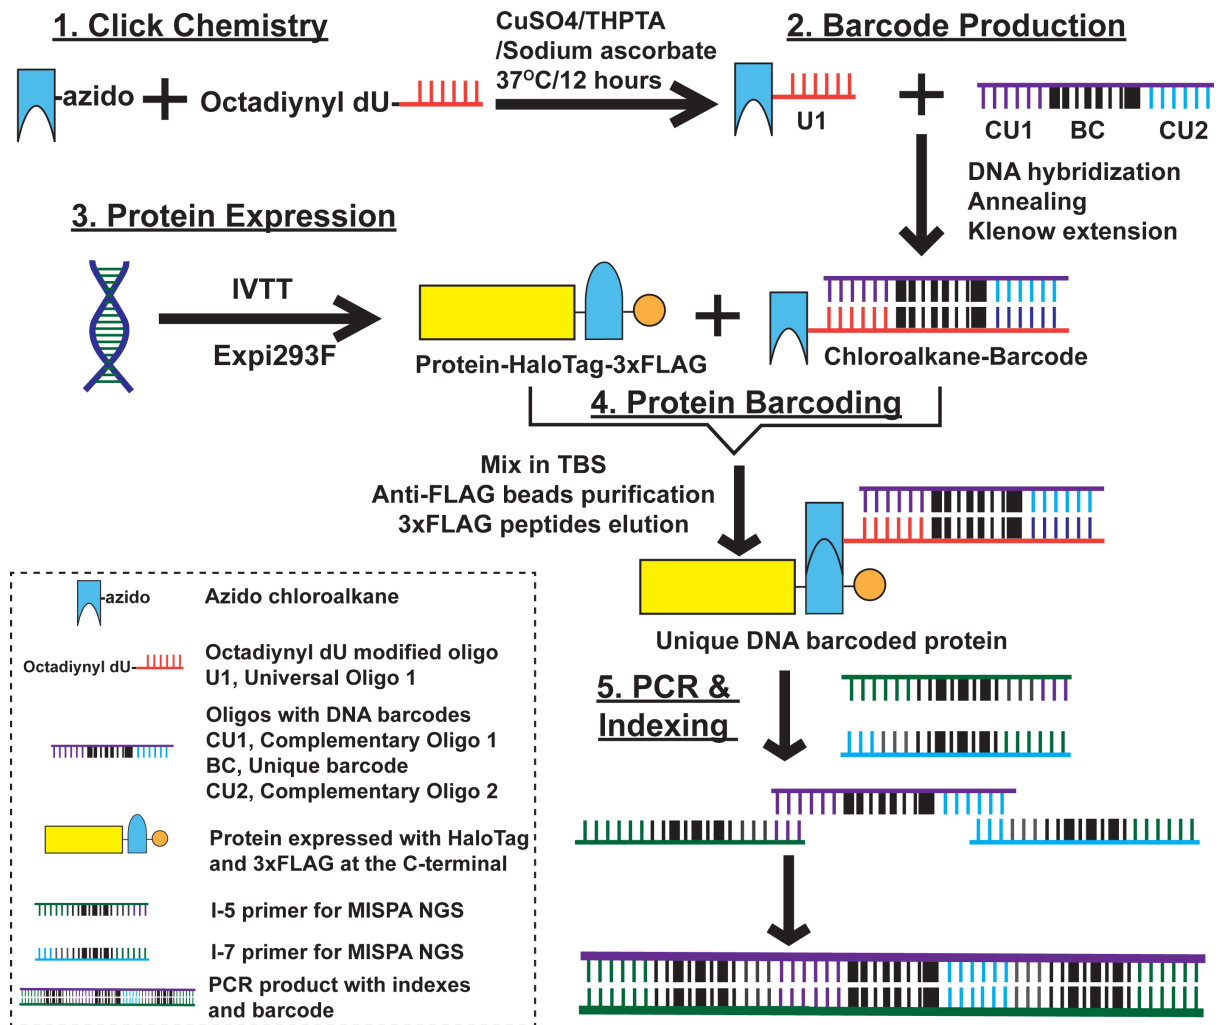 1. Click Chemistry
CuSO4/THPTA
/Sodium ascorbate
37ᴼC/12 hours
2. Barcode Production
-azido
Octadiynyl dU-
U1
CU1
BC
CU2
DNA hybridization
Annealing
Klenow extension
3. Protein Expression
IVTT
Expi293F
Protein-HaloTag-3xFLAG
Chloroalkane-Barcode
4. Protein Barcoding
Mix in TBS
Anti-FLAG beads purification
3xFLAG peptides elution
Unique DNA barcoded protein
5. PCR &
Indexing
-azido
Azido chloroalkane
Octadiynyl dU-
Octadiynyl dU modified oligo
U1, Universal Oligo 1
Oligos with DNA barcodes
CU1, Complementary Oligo 1
BC, Unique barcode
CU2, Complementary Oligo 2
Protein expressed with HaloTag
and 3xFLAG at the C-terminal
I-5 primer for MISPA NGS
I-7 primer for MISPA NGS
PCR product with indexes
and barcode